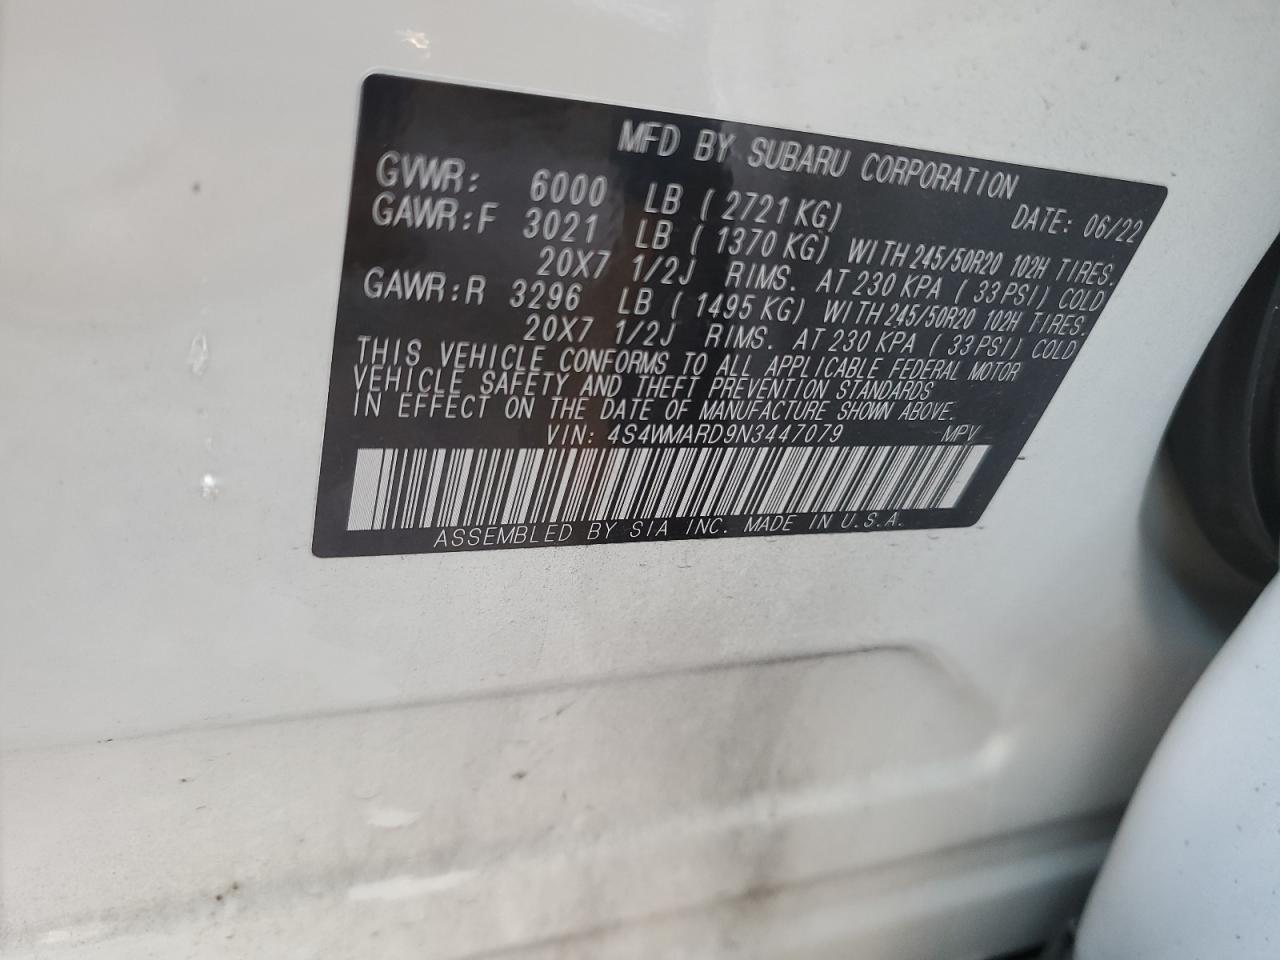 MFD BY SUBARU CORPORATION
GVWR: 6000 LB ( 2721 KG) DATE: 06/22
GAWR:F 3021 LB ( 1370 KG) WITH 245/50R20 102H TIRES.
20X7 1/2J RIMS. AT 230 KPA ( 33 PSI) COLD
GAWR:R 3296 LB ( 1495 KG) WITH 245/50R20 102H TIRES.
20X7 1/2J RIMS. AT 230 KPA ( 33 PSI) COLD
THIS VEHICLE CONFORMS TO ALL APPLICABLE FEDERAL MOTOR
VEHICLE SAFETY AND THEFT PREVENTION STANDARDS
IN EFFECT ON THE DATE OF MANUFACTURE SHOWN ABOVE.
VIN: 4S4WMARD9N3447079 MPV
ASSEMBLED BY SIA INC. MADE IN U.S.A.